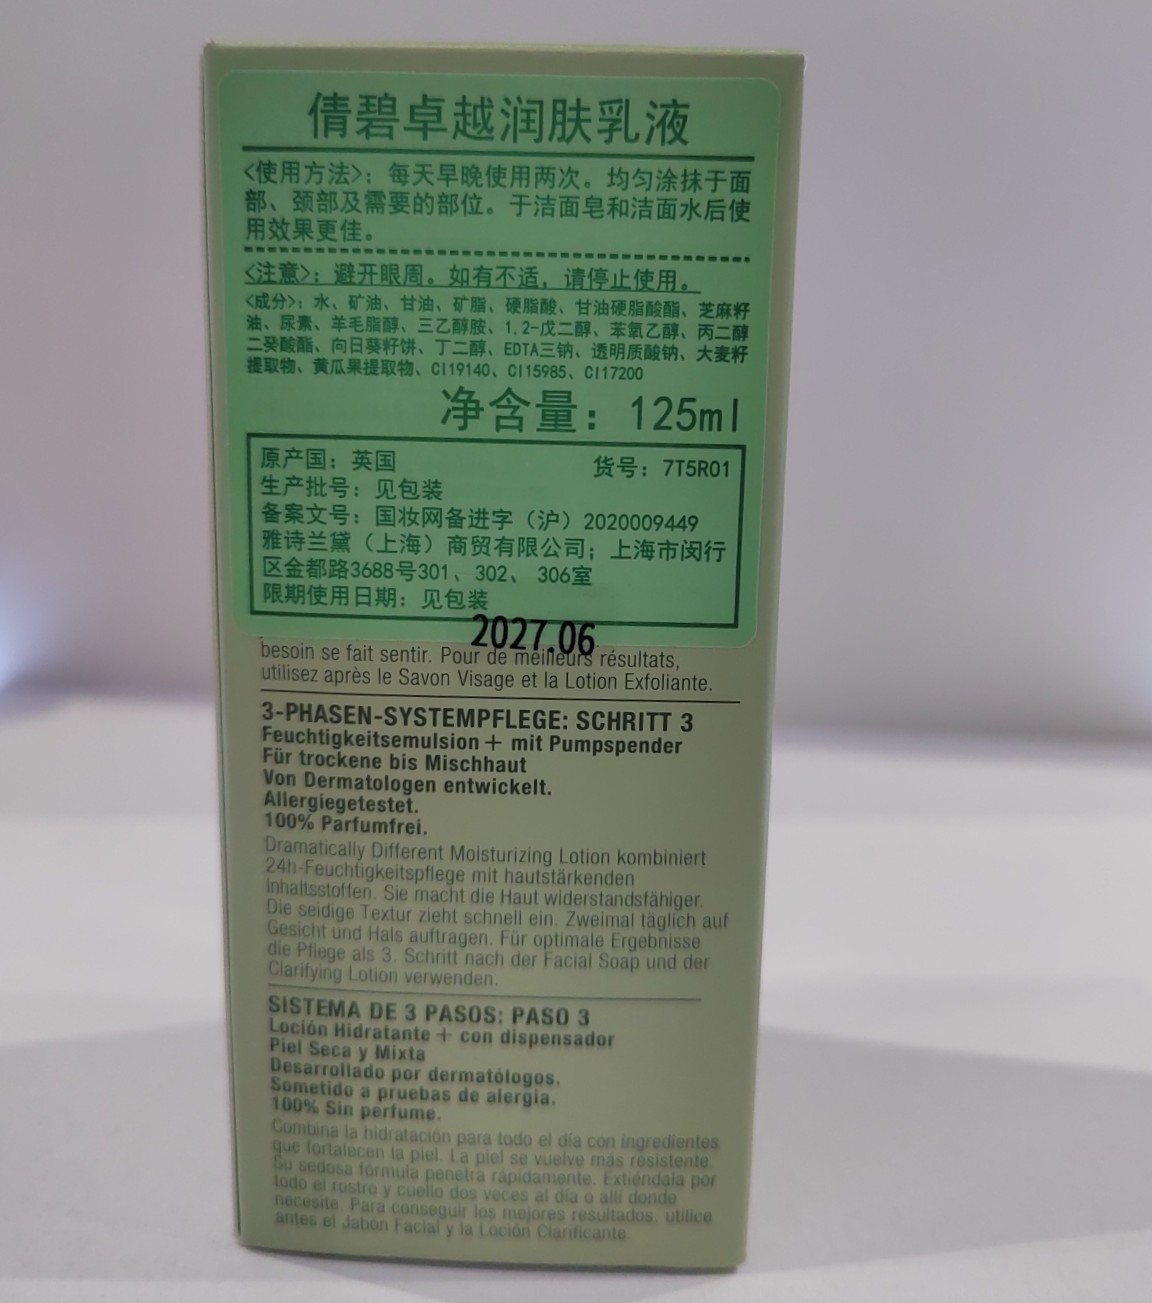 倩碧卓越润肤乳液
<使用方法>：每天早晚使用两次。均匀涂抹于面
部、颈部及需要的部位。于洁面皂和洁面水后使
用效果更佳。
<注意>：避开眼周。如有不适，请停止使用。
<成分>：水、矿油、甘油、矿脂、硬脂酸、甘油硬脂酸酯、芝麻籽
油、尿素、羊毛脂醇、三乙醇胺、1,2-戊二醇、苯氧乙醇、丙二醇
二癸酸酯、向日葵籽饼、丁二醇、EDTA三钠、透明质酸钠、大麦籽
提取物、黄瓜果提取物、CI19140、CI15985、CI17200
净含量：125ml
原产国：英国 货号：7T5R01
生产批号：见包装
备案文号：国妆网备进字（沪）2020009449
雅诗兰黛（上海）商贸有限公司；上海市闵行
区金都路3688号301、302、306室
限期使用日期：见包装
2027.06
besoin se fait sentir. Pour de meilleurs résultats,
utilisez après le Savon Visage et la Lotion Exfoliante.
3-PHASEN-SYSTEMPFLEGE: SCHRITT 3
Feuchtigkeitsemulsion + mit Pumpspender
Für trockene bis Mischhaut
Von Dermatologen entwickelt.
Allergiegetestet.
100% Parfumfrei.
Dramatically Different Moisturizing Lotion kombiniert
24h-Feuchtigkeitspflege mit hautstärkenden
Inhaltsstoffen. Sie macht die Haut widerstandsfähiger.
Die seidige Textur zieht schnell ein. Zweimal täglich auf
Gesicht und Hals auftragen. Für optimale Ergebnisse
die Pflege als 3. Schritt nach der Facial Soap und der
Clarifying Lotion verwenden.
SISTEMA DE 3 PASOS: PASO 3
Loción Hidratante + con dispensador
Piel Seca y Mixta
Desarrollado por dermatólogos.
Sometido a pruebas de alergia.
100% Sin perfume.
Combina la hidratación para todo el día con ingredientes
que fortalecen la piel. La piel se vuelve más resistente.
Su sedosa fórmula penetra rápidamente. Extiéndala por
todo el rostro y cuello dos veces al día o allí donde
necesite. Para conseguir los mejores resultados, utilice
antes el Jabón Facial y la Loción Clarificante.